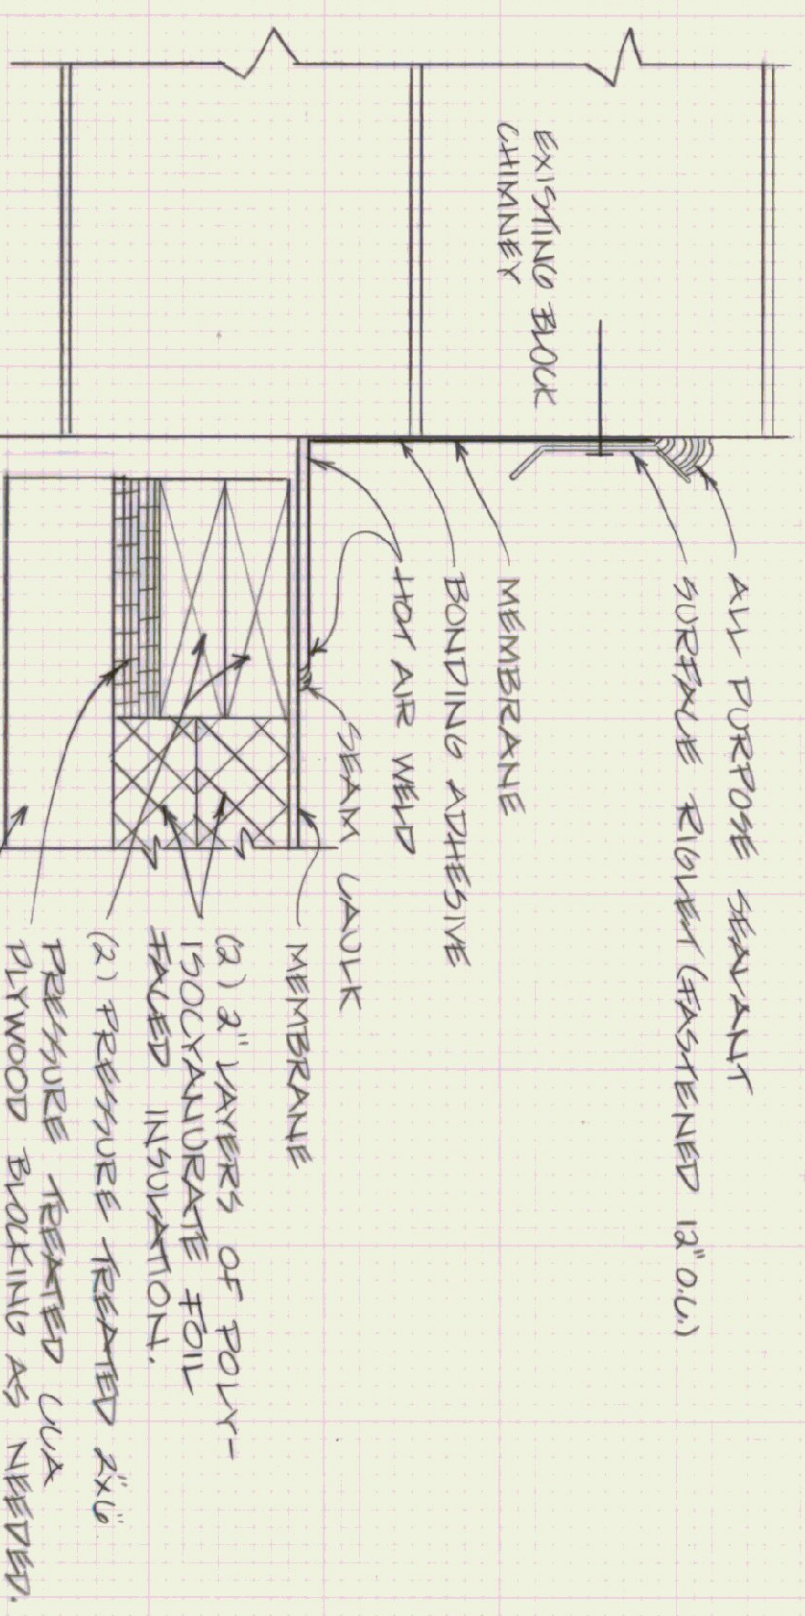 ALL PURPOSE SEALANT
SURFACE RIGLET (FASTENED 12" O.C.)
EXISTING BLOCK
CHIMNEY
MEMBRANE
BONDING ADHESIVE
HOT AIR WELD
SEAM CAULK
MEMBRANE
(2) 2" LAYERS OF POLY-
ISOCYANURATE FOIL
FACED INSULATION.
(2) PRESSURE TREATED 2"X6"
PRESSURE TREATED CCA
PLYWOOD BLOCKING AS NEEDED.